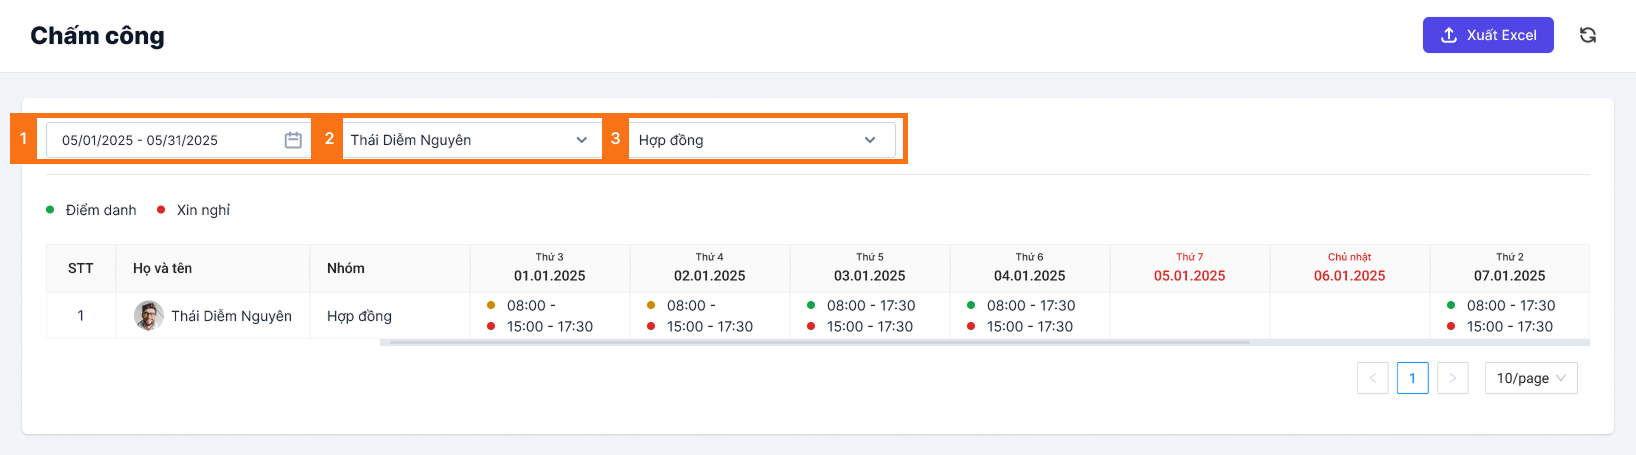 Chấm công
Xuất Excel
1 05/01/2025 - 05/31/2025 2 Thái Diễm Nguyên 3 Hợp đồng
Điểm danh Xin nghỉ
STT Họ và tên Nhóm Thứ 3 Thứ 4 Thứ 5 Thứ 6 Thứ 7 Chủ nhật Thứ 2
01.01.2025 02.01.2025 03.01.2025 04.01.2025 05.01.2025 06.01.2025 07.01.2025
1 Thái Diễm Nguyên Hợp đồng 08:00 - 08:00 - 08:00 - 17:30 08:00 - 17:30 08:00 - 17:30
15:00 - 17:30 15:00 - 17:30 15:00 - 17:30 15:00 - 17:30 15:00 - 17:30
< 1 > 10/page